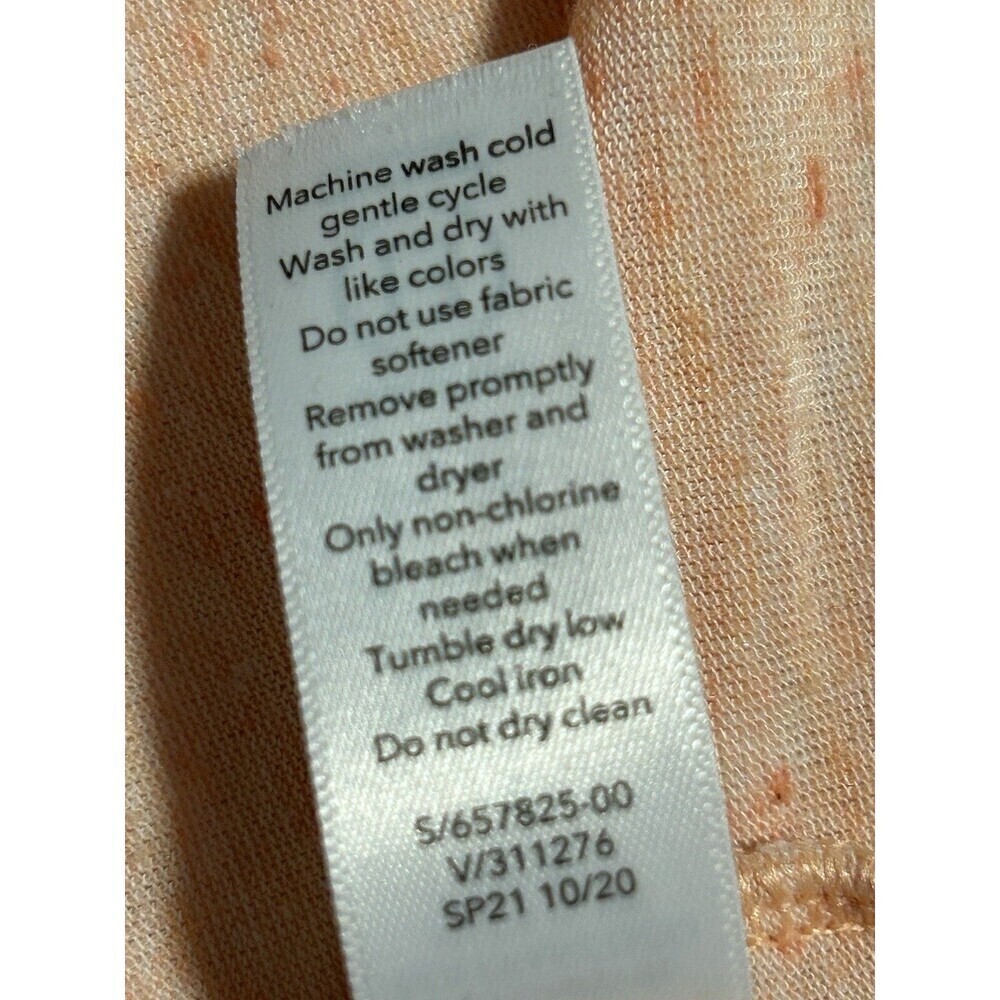 Machine wash cold
gentle cycle
Wash and dry with
like colors
Do not use fabric
softener
Remove promptly
from washer and
dryer
Only non-chlorine
bleach when
needed
Tumble dry low
Cool iron
Do not dry clean
S/657825-00
V/311276
SP21 10/20